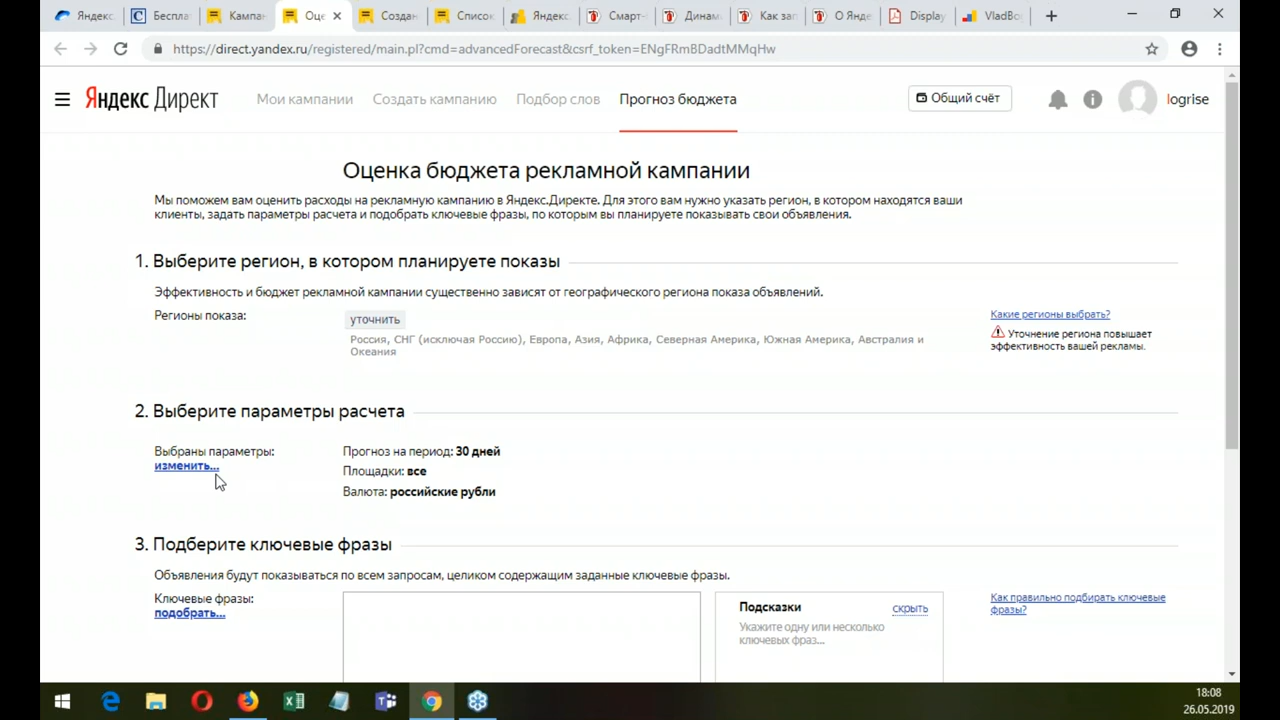 Яндекс
Беспла
Кампан
Оце
Создан
Список
Яндекс
Смарт-
Динам
Как зап
О Янде
Display
VladBo
https://direct.yandex.ru/registered/main.pl?cmd=advancedForecast&csrf_token=ENgFRmBDadtMMqHw
Яндекс Директ
Мои кампании
Создать кампанию
Подбор слов
Прогноз бюджета
Общий счёт
logrise
Оценка бюджета рекламной кампании
Мы поможем вам оценить расходы на рекламную кампанию в Яндекс.Директе. Для этого вам нужно указать регион, в котором находятся ваши
клиенты, задать параметры расчета и подобрать ключевые фразы, по которым вы планируете показывать свои объявления.
1. Выберите регион, в котором планируете показы
Эффективность и бюджет рекламной кампании существенно зависят от географического региона показа объявлений.
Регионы показа:
уточнить
Россия, СНГ (исключая Россию), Европа, Азия, Африка, Северная Америка, Южная Америка, Австралия и
Океания
Какие регионы выбрать?
Уточнение региона повышает
эффективность вашей рекламы.
2. Выберите параметры расчета
Выбраны параметры:
изменить...
Прогноз на период: 30 дней
Площадки: все
Валюта: российские рубли
3. Подберите ключевые фразы
Объявления будут показываться по всем запросам, целиком содержащим заданные ключевые фразы.
Ключевые фразы:
подобрать...
Подсказки
скрыть
Укажите одну или несколько
ключевых фраз...
Как правильно подбирать ключевые
фразы?
18:08
26.05.2019